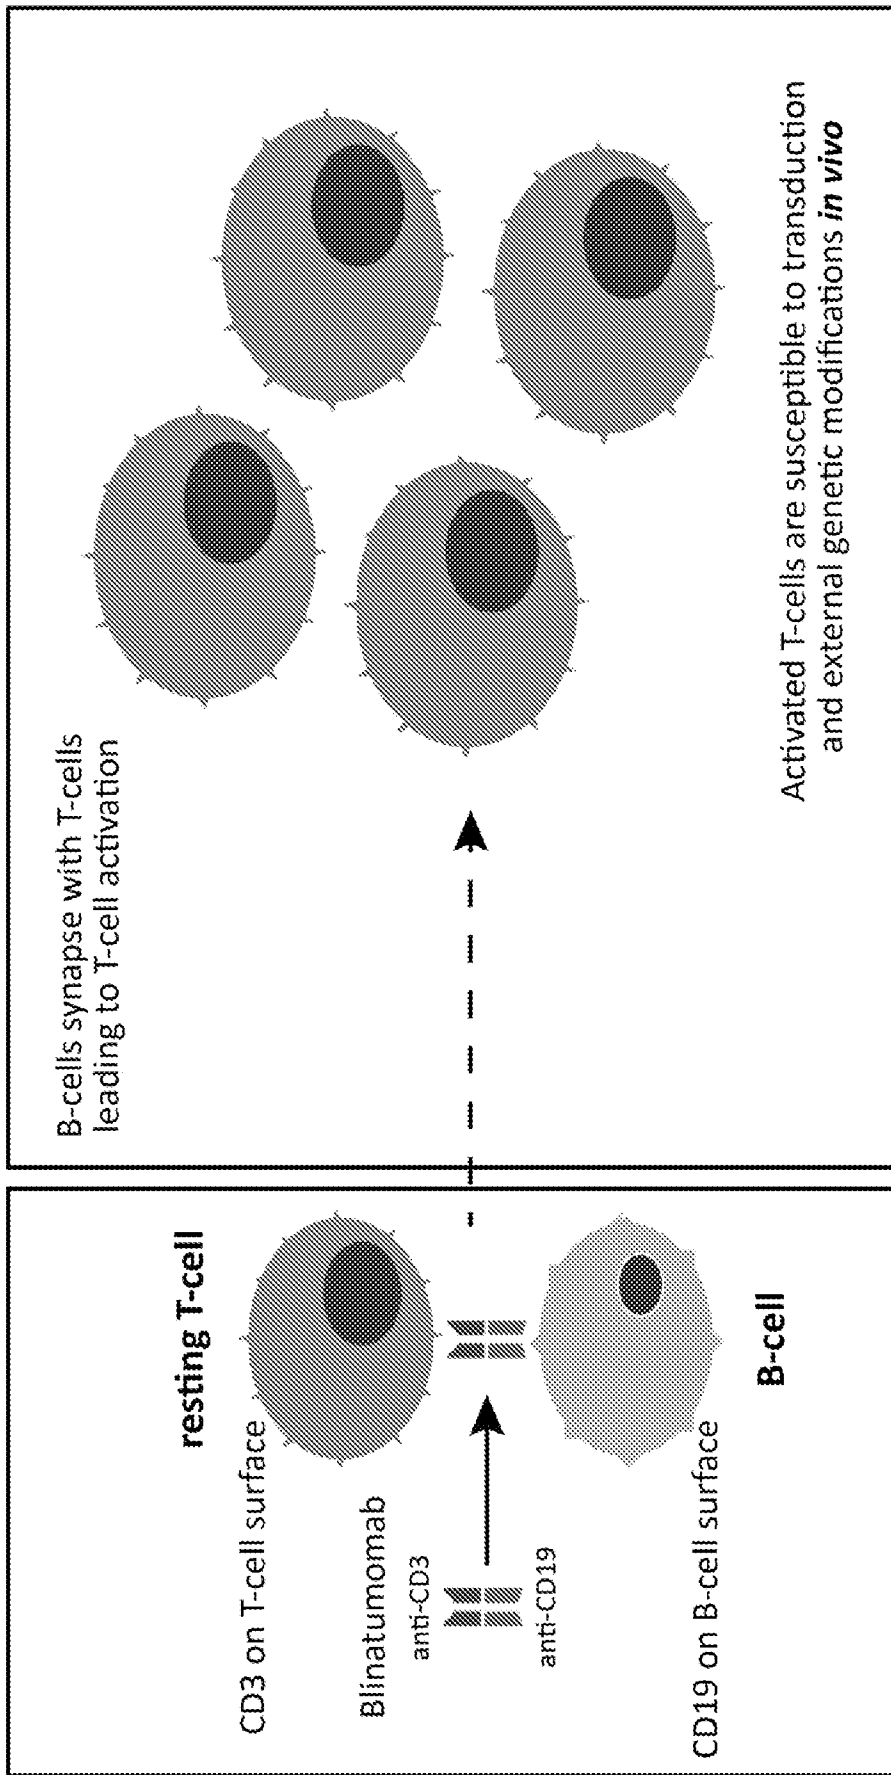 resting T-cell
CD3 on T-cell surface
Blinatumomab
anti-CD3
anti-CD19
CD19 on B-cell surface
B-cell
B-cells synapse with T-cells
leading to T-cell activation
Activated T-cells are susceptible to transduction
and external genetic modifications in vivo